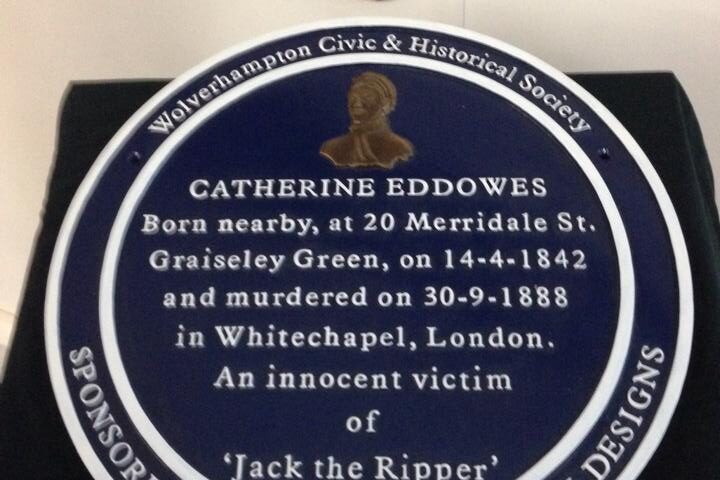 Wolverhampton Civic & Historical Society
CATHERINE EDDOWES
Born nearby, at 20 Merridale St.
Graiseley Green, on 14-4-1842
and murdered on 30-9-1888
in Whitechapel, London.
An innocent victim
of
'Jack the Ripper'
DESIGNS